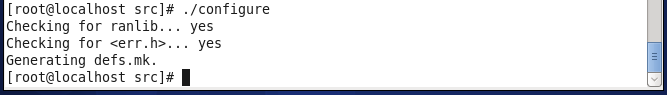 [root@localhost src]# ./configure
Checking for ranlib... yes
Checking for <err.h>... yes
Generating defs.mk.
[root@localhost src]#